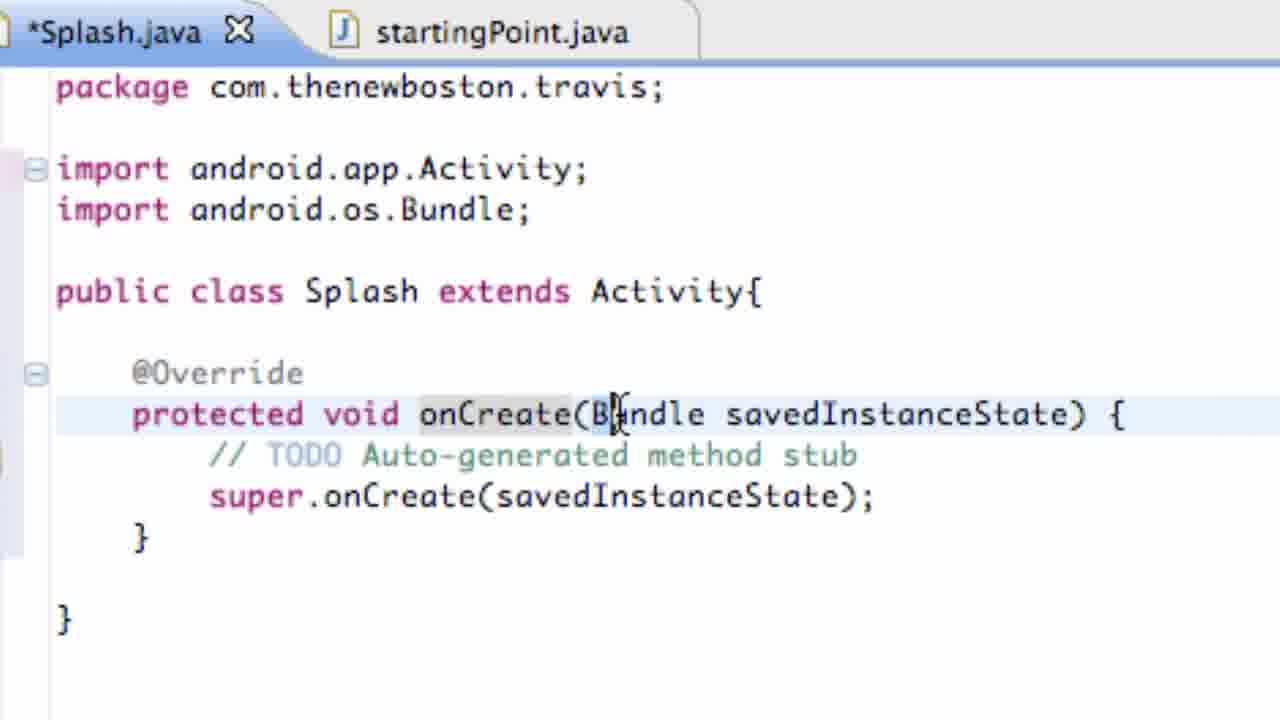 *Splash.java startingPoint.java
package com.thenewboston.travis;
import android.app.Activity;
import android.os.Bundle;
public class Splash extends Activity{
@Override
protected void onCreate(Bundle savedInstanceState) {
// TODO Auto-generated method stub
super.onCreate(savedInstanceState);
}
}